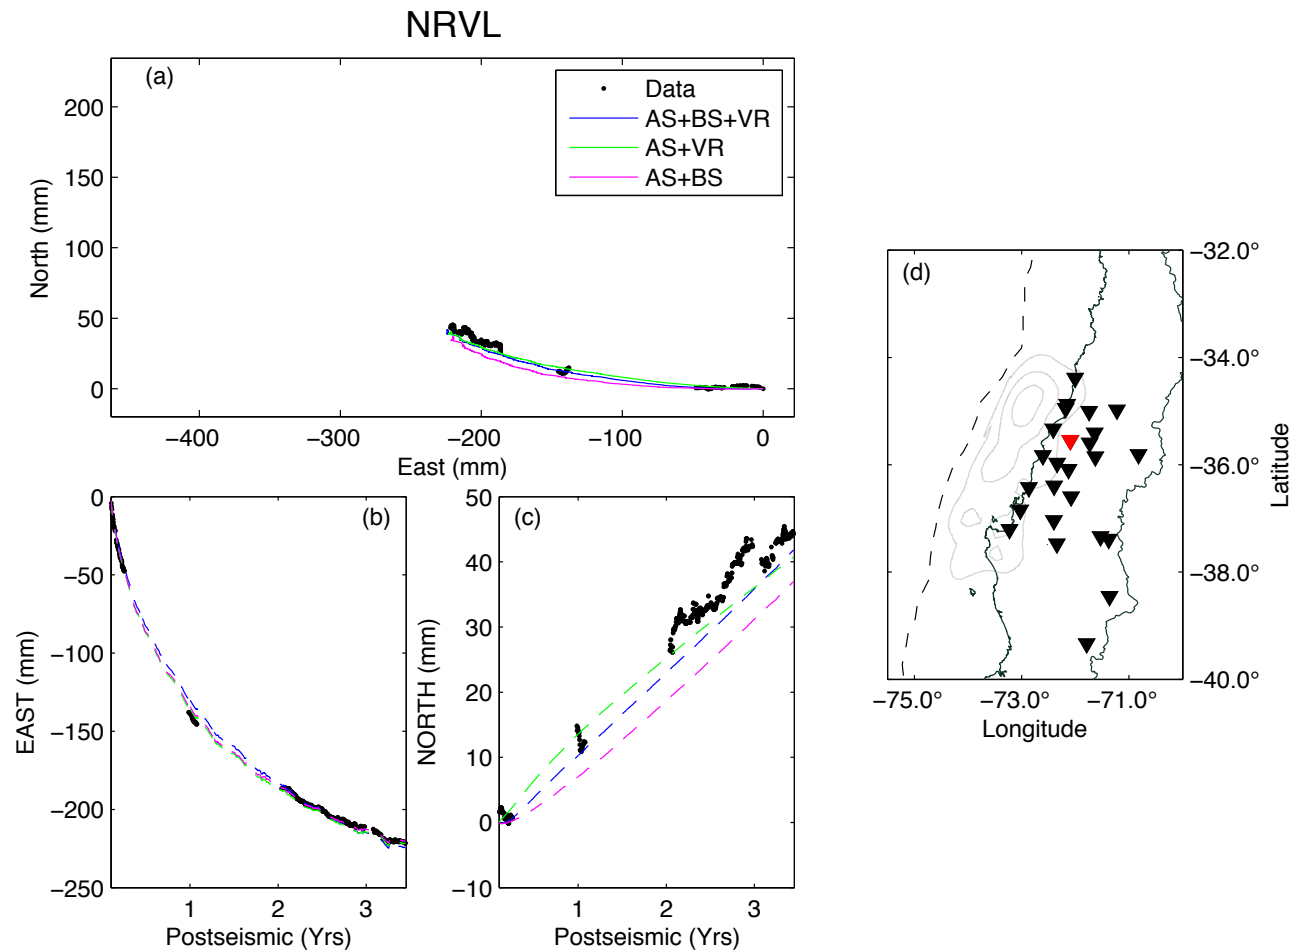 NRVL
(a)
Data
AS+BS+VR
AS+VR
AS+BS
200
150
100
50
0
North (mm)
−400 −300 −200 −100 0
East (mm)
(b)
0
−50
−100
−150
−200
−250
EAST (mm)
1 2 3
Postseismic (Yrs)
(c)
50
40
30
20
10
0
−10
NORTH (mm)
1 2 3
Postseismic (Yrs)
(d)
−32.0°
−34.0°
−36.0°
−38.0°
−40.0°
Latitude
−75.0° −73.0° −71.0°
Longitude